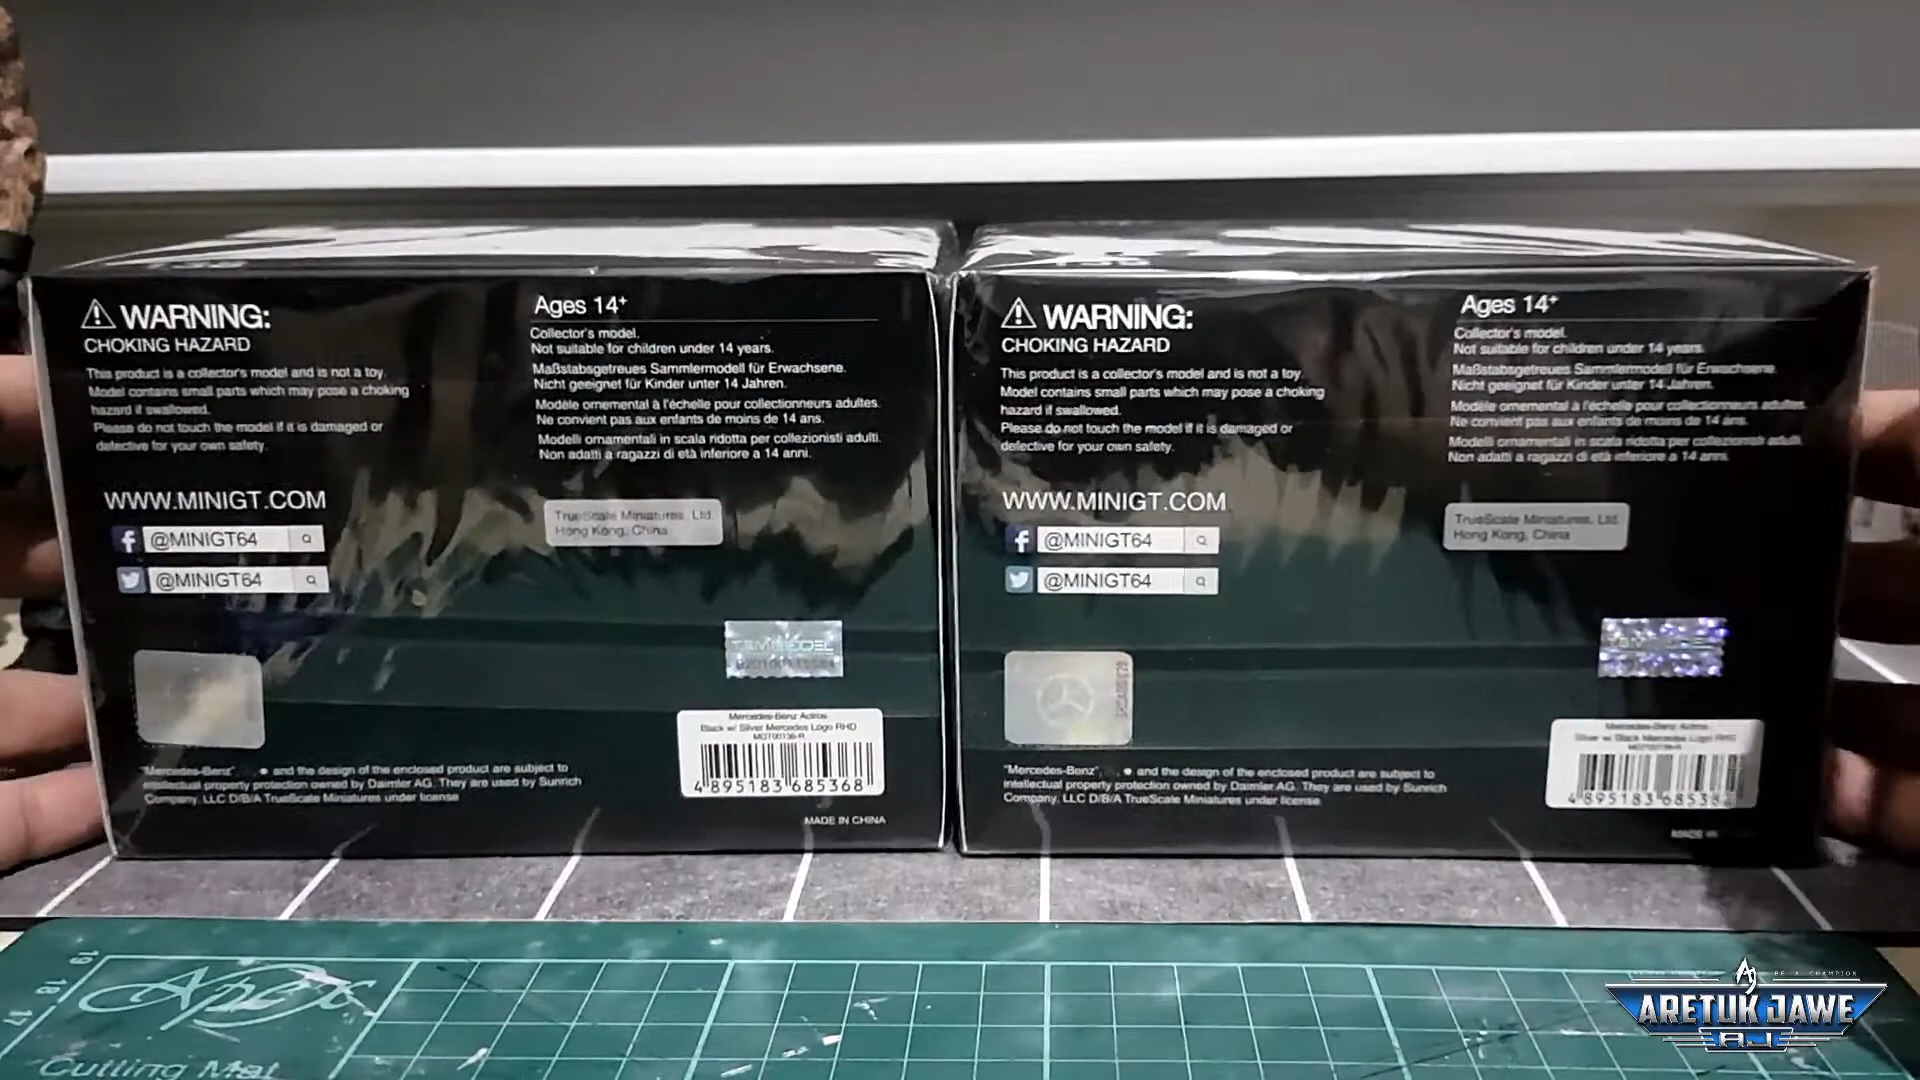 WARNING:
CHOKING HAZARD
This product is a collector's model and is not a toy.
Model contains small parts which may pose a choking
hazard if swallowed.
Please do not touch the model if it is damaged or
defective for your own safety.
Ages 14+
Collector's model.
Not suitable for children under 14 years.
Maßstabsgetreues Sammlermodell für Erwachsene.
Nicht geeignet für Kinder unter 14 Jahren.
Modèle ornemental à l'échelle pour collectionneurs adultes.
Ne convient pas aux enfants de moins de 14 ans.
Modelli ornamentali in scala ridotta per collezionisti adulti.
Non adatti a ragazzi di età inferiore a 14 anni.
WWW.MINIGT.COM
@MINIGT64
@MINIGT64
TrueScale Miniatures, Ltd
Hong Kong, China
TSM MODEL
Mercedes-Benz Actros
Black w/ Silver Mercedes Logo RHD
MGT00138-R
4 895183 685368
"Mercedes-Benz", ● and the design of the enclosed product are subject to
intellectual property protection owned by Daimler AG. They are used by Sunrich
Company, LLC D/B/A TrueScale Miniatures under license
MADE IN CHINA
WARNING:
CHOKING HAZARD
This product is a collector's model and is not a toy.
Model contains small parts which may pose a choking
hazard if swallowed.
Please do not touch the model if it is damaged or
defective for your own safety.
Ages 14+
Collector's model.
Not suitable for children under 14 years.
Maßstabsgetreues Sammlermodell für Erwachsene.
Nicht geeignet für Kinder unter 14 Jahren.
Modèle ornemental à l'échelle pour collectionneurs adultes.
Ne convient pas aux enfants de moins de 14 ans.
Modelli ornamentali in scala ridotta per collezionisti adulti.
Non adatti a ragazzi di età inferiore a 14 anni.
WWW.MINIGT.COM
@MINIGT64
@MINIGT64
TrueScale Miniatures, Ltd
Hong Kong, China
Mercedes-Benz Actros
Silver w/ Black Mercedes Logo RHD
4 895183 6853
"Mercedes-Benz", ● and the design of the enclosed product are subject to
intellectual property protection owned by Daimler AG. They are used by Sunrich
Company, LLC D/B/A TrueScale Miniatures under license
MADE IN
19
18
17
Apex
Cutting Mat
BE A CHAMPION
ARETUK JAWE
AJ